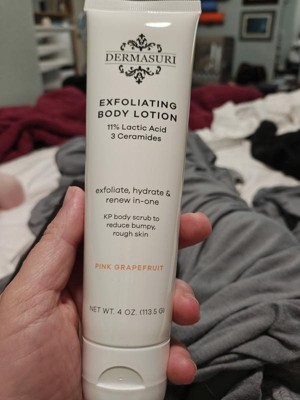 DERMASURI
EXFOLIATING
BODY LOTION
11% Lactic Acid
3 Ceramides
exfoliate, hydrate &
renew in-one
KP body scrub to
reduce bumpy,
rough skin
PINK GRAPEFRUIT
NET WT. 4 OZ. (113.5 G)